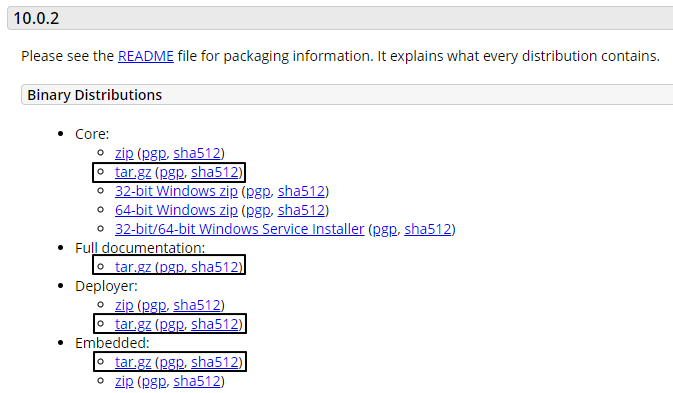 10.0.2
Please see the README file for packaging information. It explains what every distribution contains.
Binary Distributions
Core:
zip (pgp, sha512)
tar.gz (pgp, sha512)
32-bit Windows zip (pgp, sha512)
64-bit Windows zip (pgp, sha512)
32-bit/64-bit Windows Service Installer (pgp, sha512)
Full documentation:
tar.gz (pgp, sha512)
Deployer:
zip (pgp, sha512)
tar.gz (pgp, sha512)
Embedded:
tar.gz (pgp, sha512)
zip (pgp, sha512)